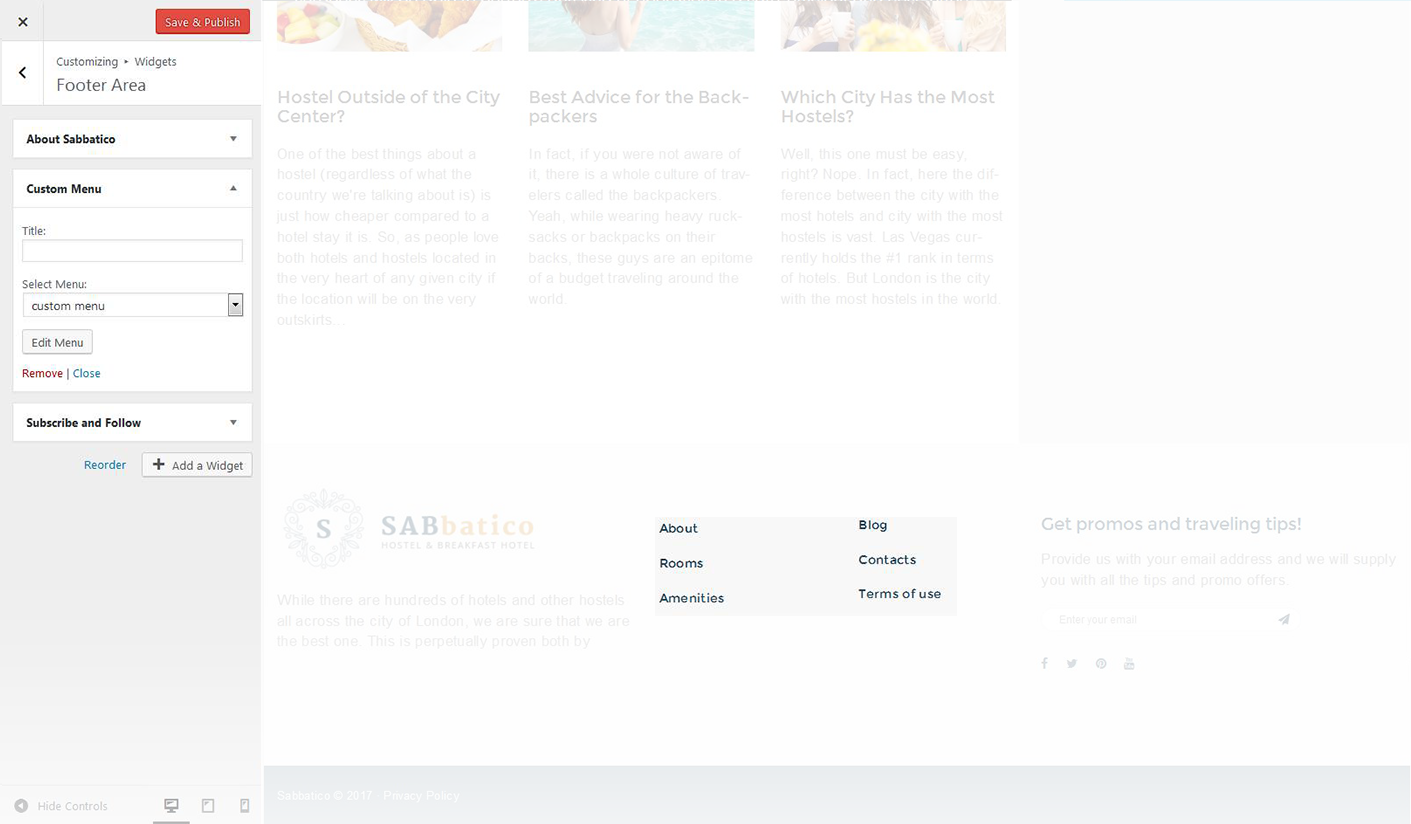 Save & Publish
Customizing ▸ Widgets
Footer Area
About Sabbatico
Custom Menu
Title:
Select Menu:
custom menu
Edit Menu
Remove | Close
Subscribe and Follow
Reorder
Add a Widget
Hide Controls
Hostel Outside of the City
Center?
One of the best things about a
hostel (regardless of what the
country we're talking about is) is
just how cheaper compared to a
hotel stay it is. So, as people love
both hotels and hostels located in
the very heart of any given city if
the location will be on the very
outskirts...
Best Advice for the Back-
packers
In fact, if you were not aware of
it, there is a whole culture of trav-
elers called the backpackers.
Yeah, while wearing heavy ruck-
sacks or backpacks on their
backs, these guys are an epitome
of a budget traveling around the
world.
Which City Has the Most
Hostels?
Well, this one must be easy,
right? Nope. In fact, here the dif-
ference between the city with the
most hotels and city with the most
hostels is vast. Las Vegas cur-
rently holds the #1 rank in terms
of hotels. But London is the city
with the most hostels in the world.
S
SABbatico
HOSTEL & BREAKFAST HOTEL
While there are hundreds of hotels and other hostels
all across the city of London, we are sure that we are
the best one. This is perpetually proven both by
About
Rooms
Amenities
Blog
Contacts
Terms of use
Get promos and traveling tips!
Provide us with your email address and we will supply
you with all the tips and promo offers.
Enter your email
Sabbatico © 2017 Privacy Policy